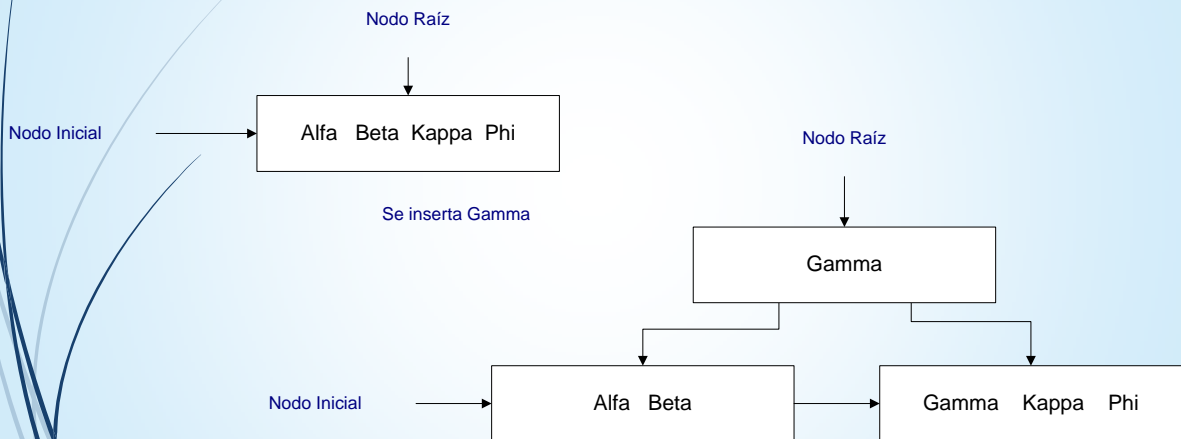 Nodo Raíz
Nodo Inicial
Alfa Beta Kappa Phi
Se inserta Gamma
Nodo Raíz
Gamma
Nodo Inicial
Alfa Beta
Gamma Kappa Phi